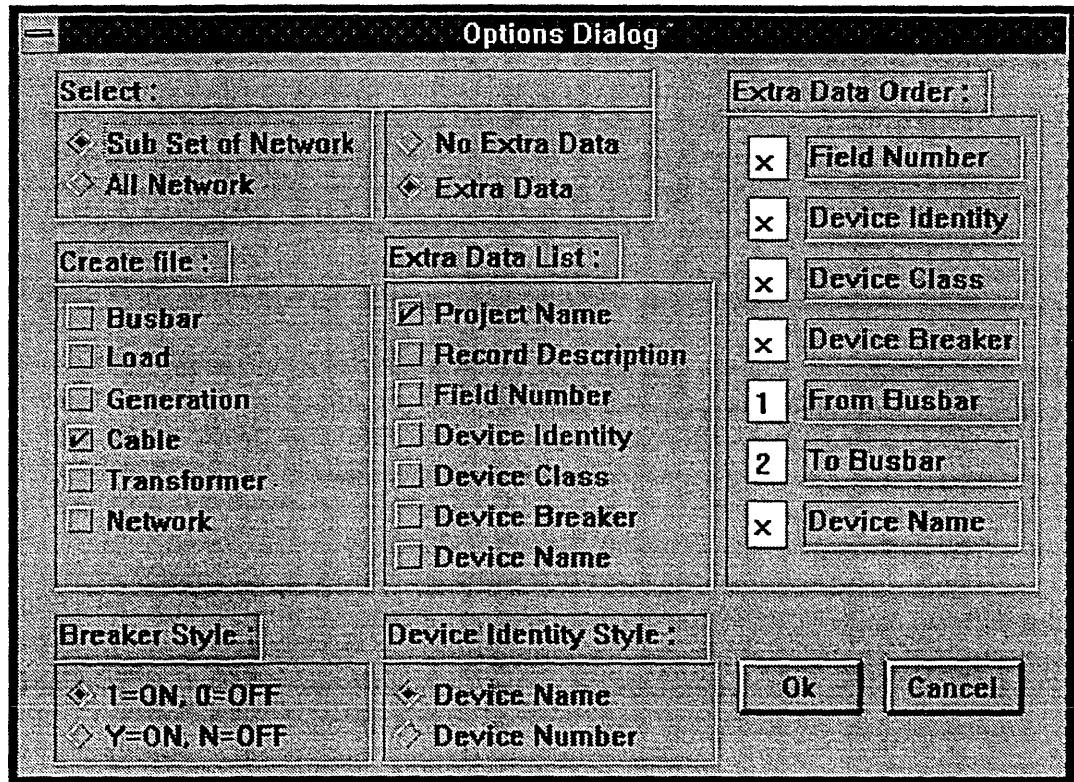 Options Dialog
Select :
Sub Set of Network
All Network
No Extra Data
Extra Data
Create file :
Busbar
Load
Generation
Cable
Transformer
Network
Extra Data List :
Project Name
Record Description
Field Number
Device Identity
Device Class
Device Breaker
Device Name
Extra Data Order :
x Field Number
x Device Identity
x Device Class
x Device Breaker
1 From Busbar
2 To Busbar
x Device Name
Breaker Style :
1=ON, 0=OFF
Y=ON, N=OFF
Device Identity Style :
Device Name
Device Number
Ok
Cancel